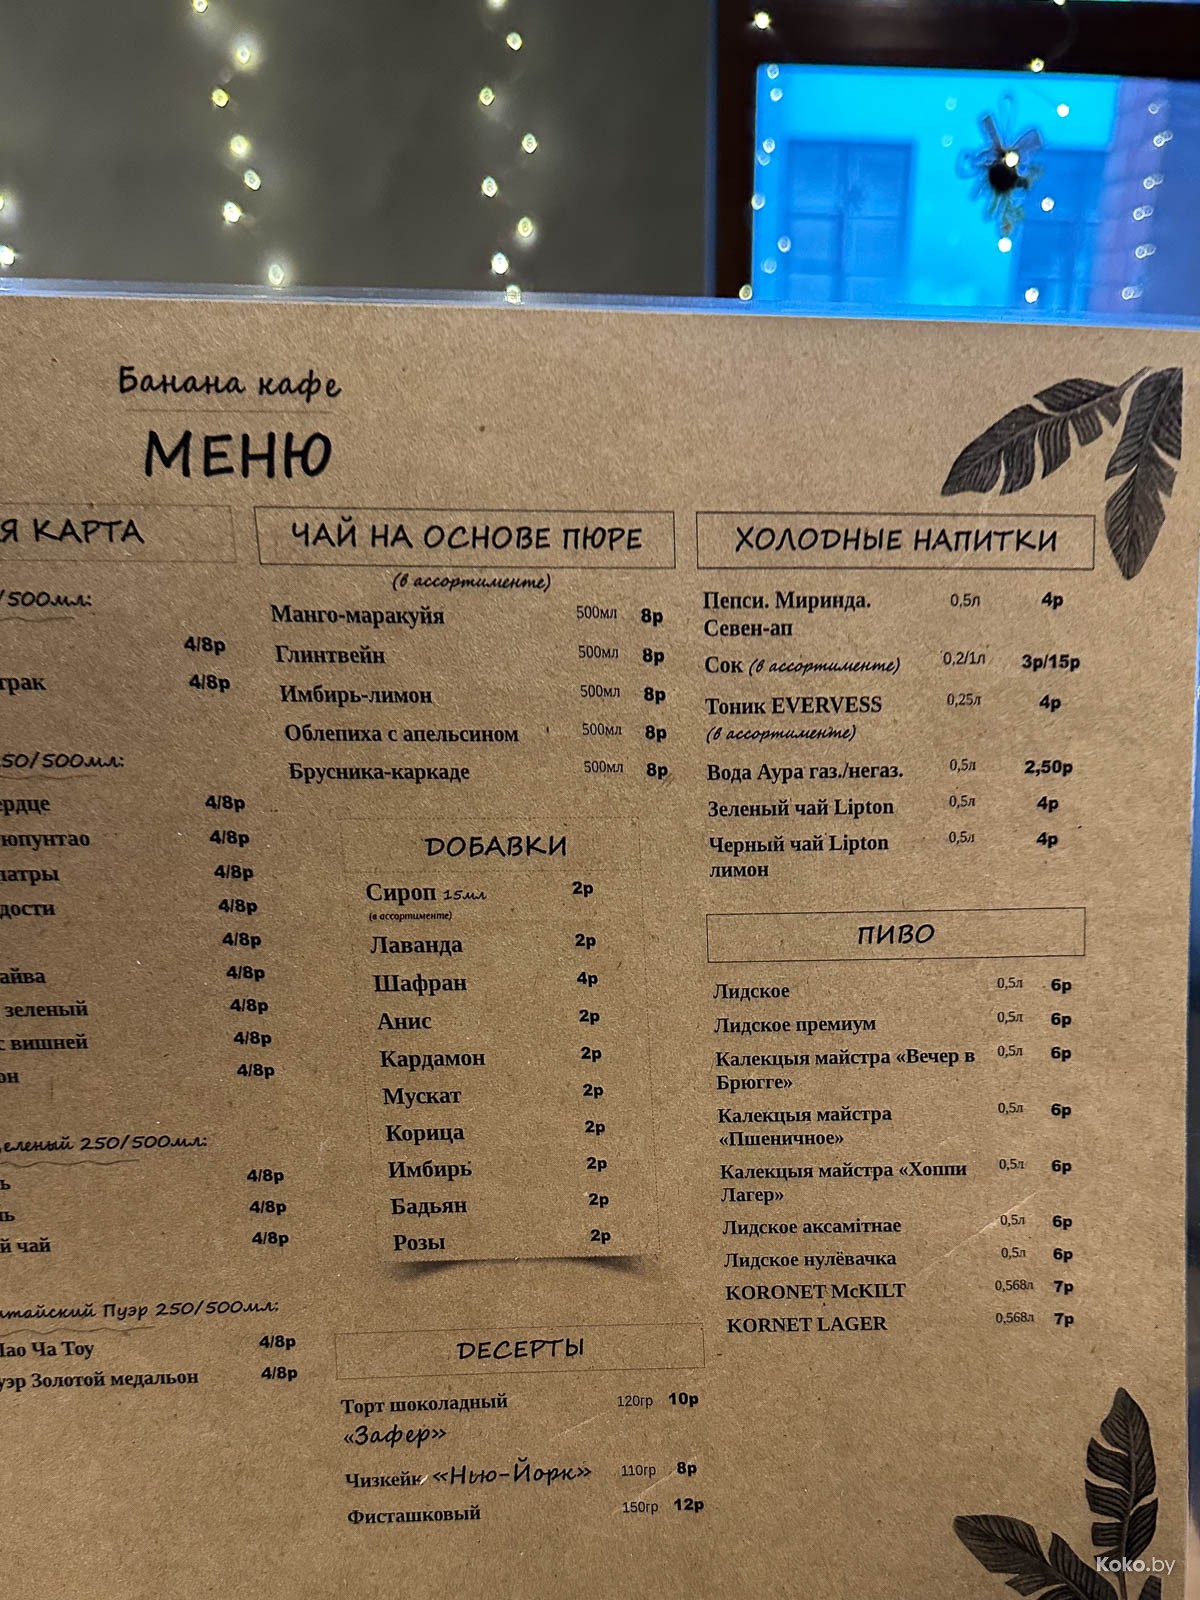 Банана кафе
МЕНЮ
Я КАРТА
/500мл:
4/8р
трак 4/8р
50/500мл:
ердце 4/8р
юпунтао 4/8р
патры 4/8р
дости 4/8р
4/8р
айва 4/8р
зеленый 4/8р
с вишней 4/8р
он 4/8р
еленый 250/500мл:
ь 4/8р
ль 4/8р
й чай 4/8р
итайский Пуэр 250/500мл:
Ча Тоу 4/8р
уэр Золотой медальон 4/8р
ЧАЙ НА ОСНОВЕ ПЮРЕ
(в ассортименте)
Манго-маракуйя 500мл 8р
Глинтвейн 500мл 8р
Имбирь-лимон 500мл 8р
Облепиха с апельсином 500мл 8р
Брусника-каркаде 500мл 8р
ДОБАВКИ
Сироп 15мл 2р
(в ассортименте)
Лаванда 2р
Шафран 4р
Анис 2р
Кардамон 2р
Мускат 2р
Корица 2р
Имбирь 2р
Бадьян 2р
Розы 2р
ДЕСЕРТЫ
Торт шоколадный 120гр 10р
«Зафер»
Чизкейк «Нью-Йорк» 110гр 8р
Фисташковый 150гр 12р
ХОЛОДНЫЕ НАПИТКИ
Пепси. Миринда. 0,5л 4р
Севен-ап
Сок (в ассортименте) 0,2/1л 3р/15р
Тоник EVERVESS 0,25л 4р
(в ассортименте)
Вода Аура газ./негаз. 0,5л 2,50р
Зеленый чай Lipton 0,5л 4р
Черный чай Lipton 0,5л 4р
лимон
ПИВО
Лидское 0,5л 6р
Лидское премиум 0,5л 6р
Калекцыя майстра «Вечер в 0,5л 6р
Брюгге»
Калекцыя майстра 0,5л 6р
«Пшеничное»
Калекцыя майстра «Хоппи 0,5л 6р
Лагер»
Лидское аксамiтнае 0,5л 6р
Лидское нулёвачка 0,5л 6р
KORONET McKILT 0,568л 7р
KORNET LAGER 0,568л 7р
Koko.by